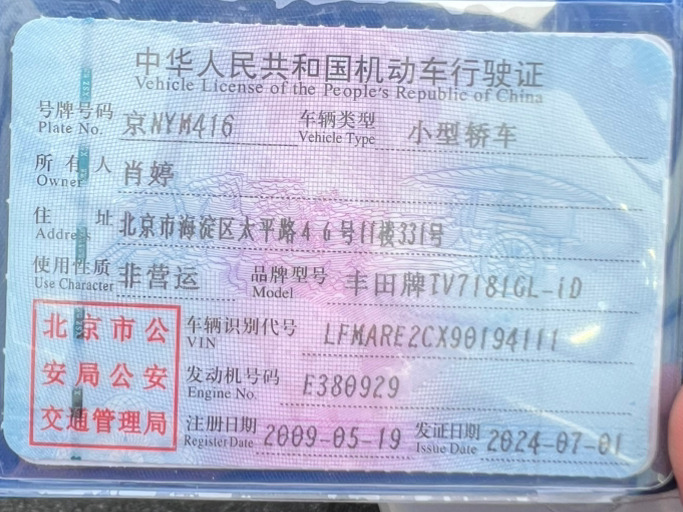 中华人民共和国机动车行驶证
Vehicle License of the People's Republic of China
号牌号码 京NYM416 车辆类型 小型轿车
Plate No. Vehicle Type
所有人 肖婷
Owner
住址 北京市海淀区太平路46号11楼331号
Address
使用性质 非营运 品牌型号 丰田牌TV7181GL-iD
Use Character Model
北京市公安局公安交通管理局
车辆识别代号 LFMARE2CX90194111
VIN
发动机号码 E380929
Engine No.
注册日期 2009-05-19 发证日期 2024-07-01
Register Date Issue Date